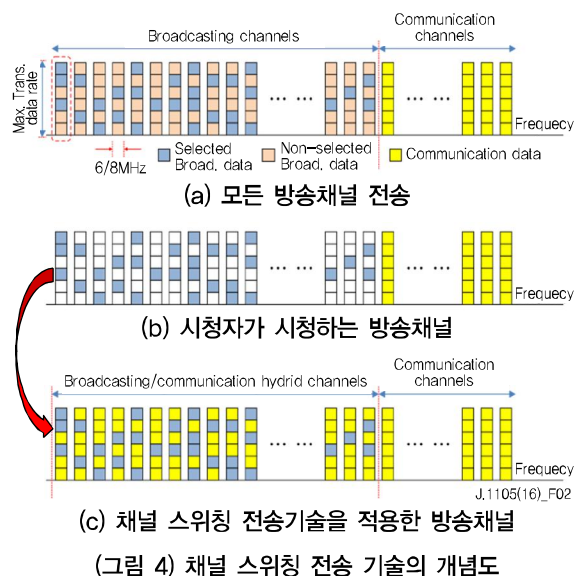 Broadcasting channels
Communication
channels
Max. Trans.
data rate
Frequecy
6/8MHz
Selected
Broad. data
Non-selected
Broad. data
Communication data
(a) 모든 방송채널 전송
Frequecy
(b) 시청자가 시청하는 방송채널
Broadcasting/communication hydrid channels
Communication
channels
Frequecy
J.1105(16)_F02
(c) 채널 스위칭 전송기술을 적용한 방송채널
(그림 4) 채널 스위칭 전송 기술의 개념도